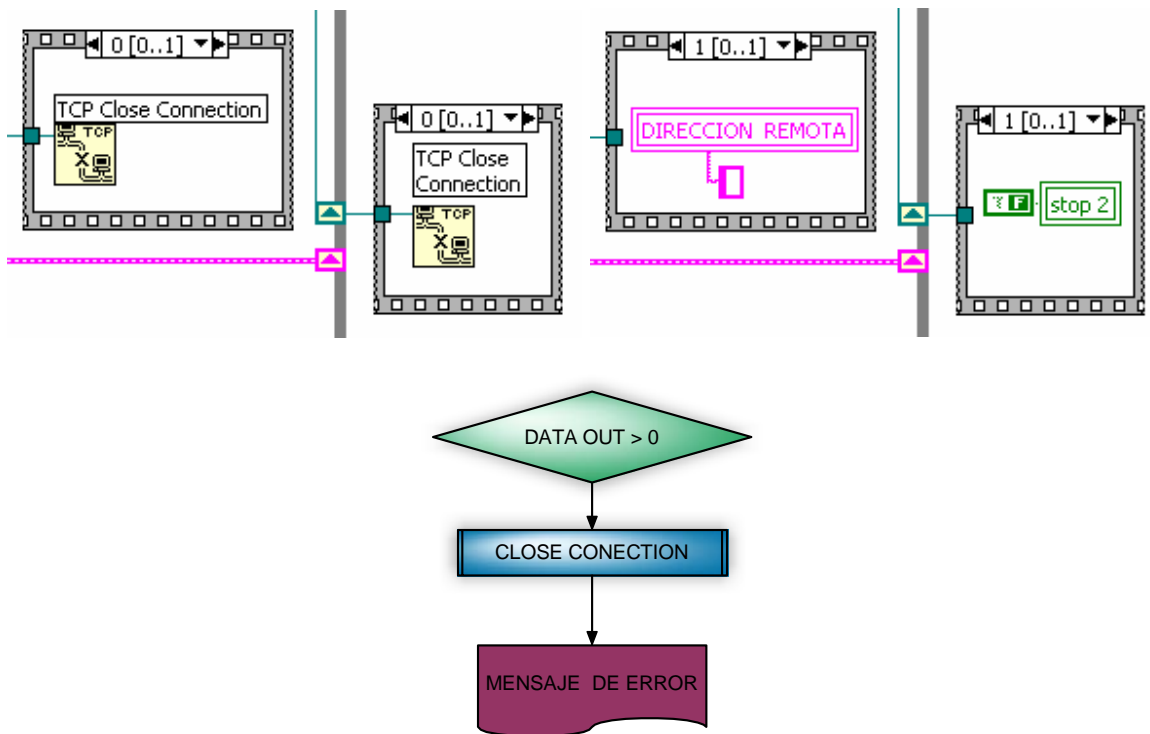 0 [0..1]
TCP Close Connection
TCP
0 [0..1]
TCP Close
Connection
TCP
1 [0..1]
DIRECCION REMOTA
1 [0..1]
F
stop 2
DATA OUT > 0
CLOSE CONECTION
MENSAJE DE ERROR